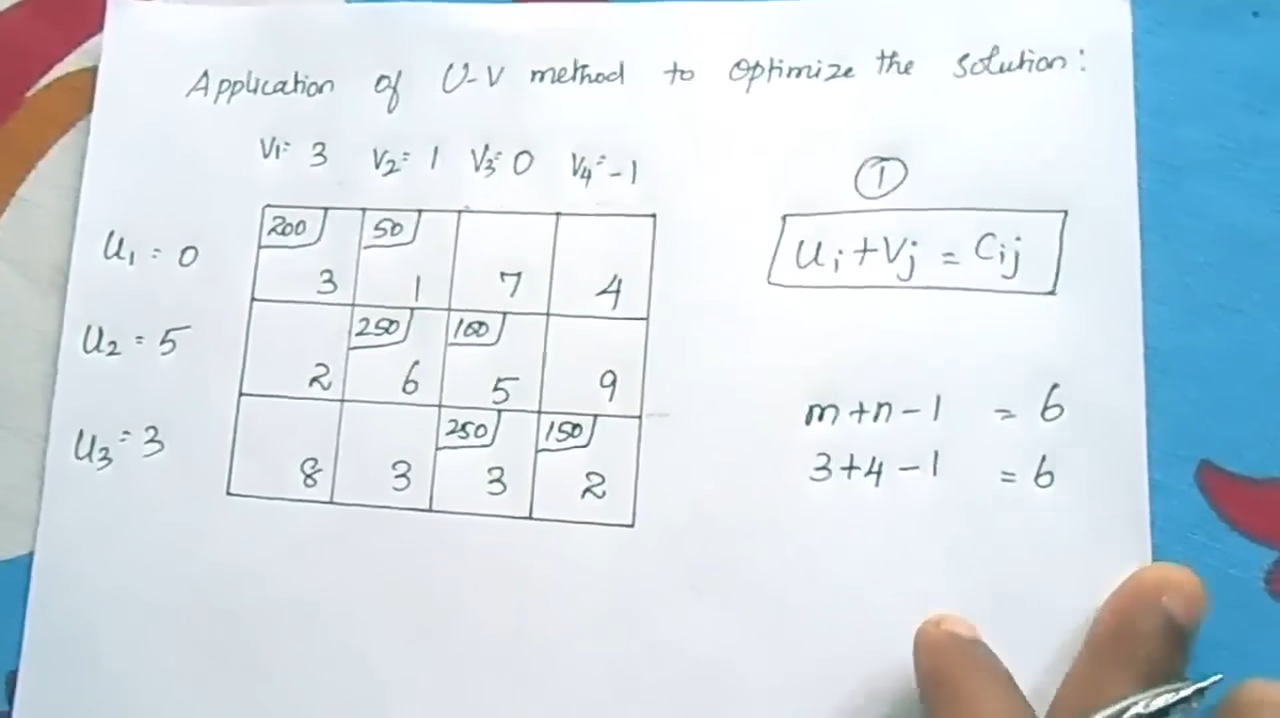 Application of U-V method to Optimize the solution:
V1= 3 V2= 1 V3= 0 V4= -1
①
U1 = 0 200 50
3 1 7 4
Ui + Vj = Cij
U2 = 5 250 100
2 6 5 9
m+n-1 = 6
U3 = 3 250 150
8 3 3 2
3+4-1 = 6